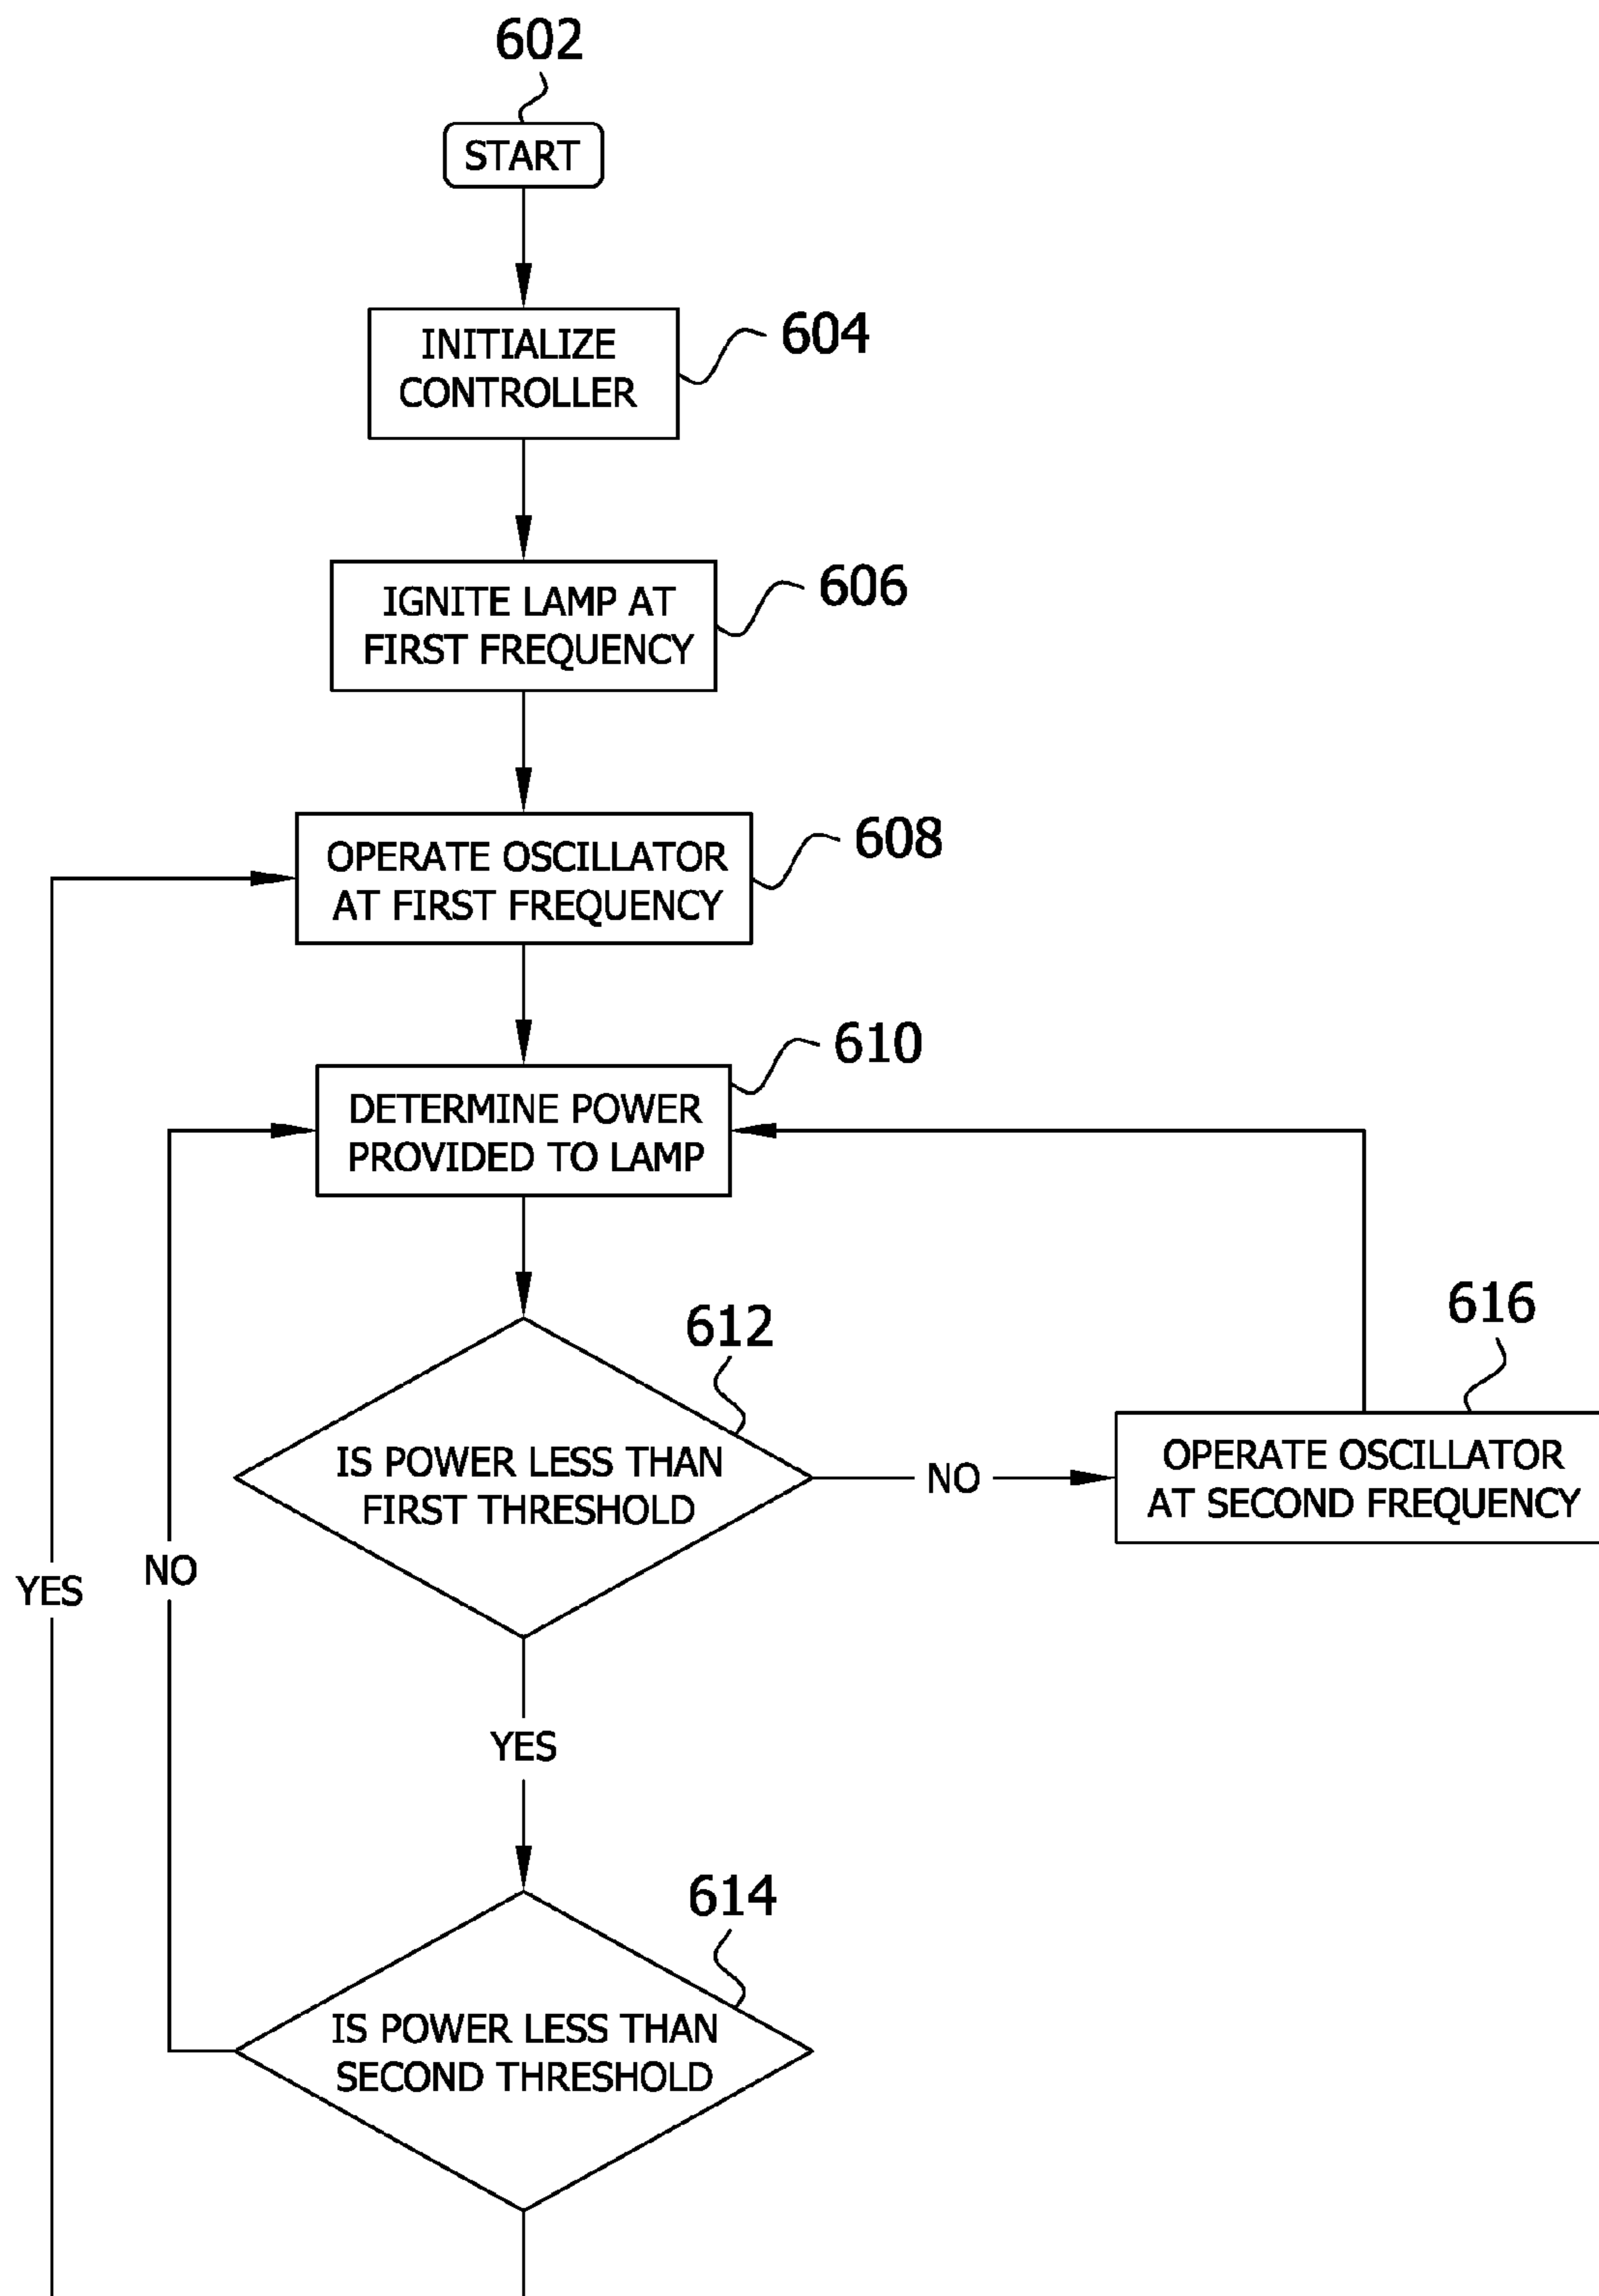 602
START
INITIALIZE
CONTROLLER
604
IGNITE LAMP AT
FIRST FREQUENCY
606
OPERATE OSCILLATOR
AT FIRST FREQUENCY
608
DETERMINE POWER
PROVIDED TO LAMP
610
IS POWER LESS THAN
FIRST THRESHOLD
612
NO
OPERATE OSCILLATOR
AT SECOND FREQUENCY
616
YES
NO
YES
IS POWER LESS THAN
SECOND THRESHOLD
614